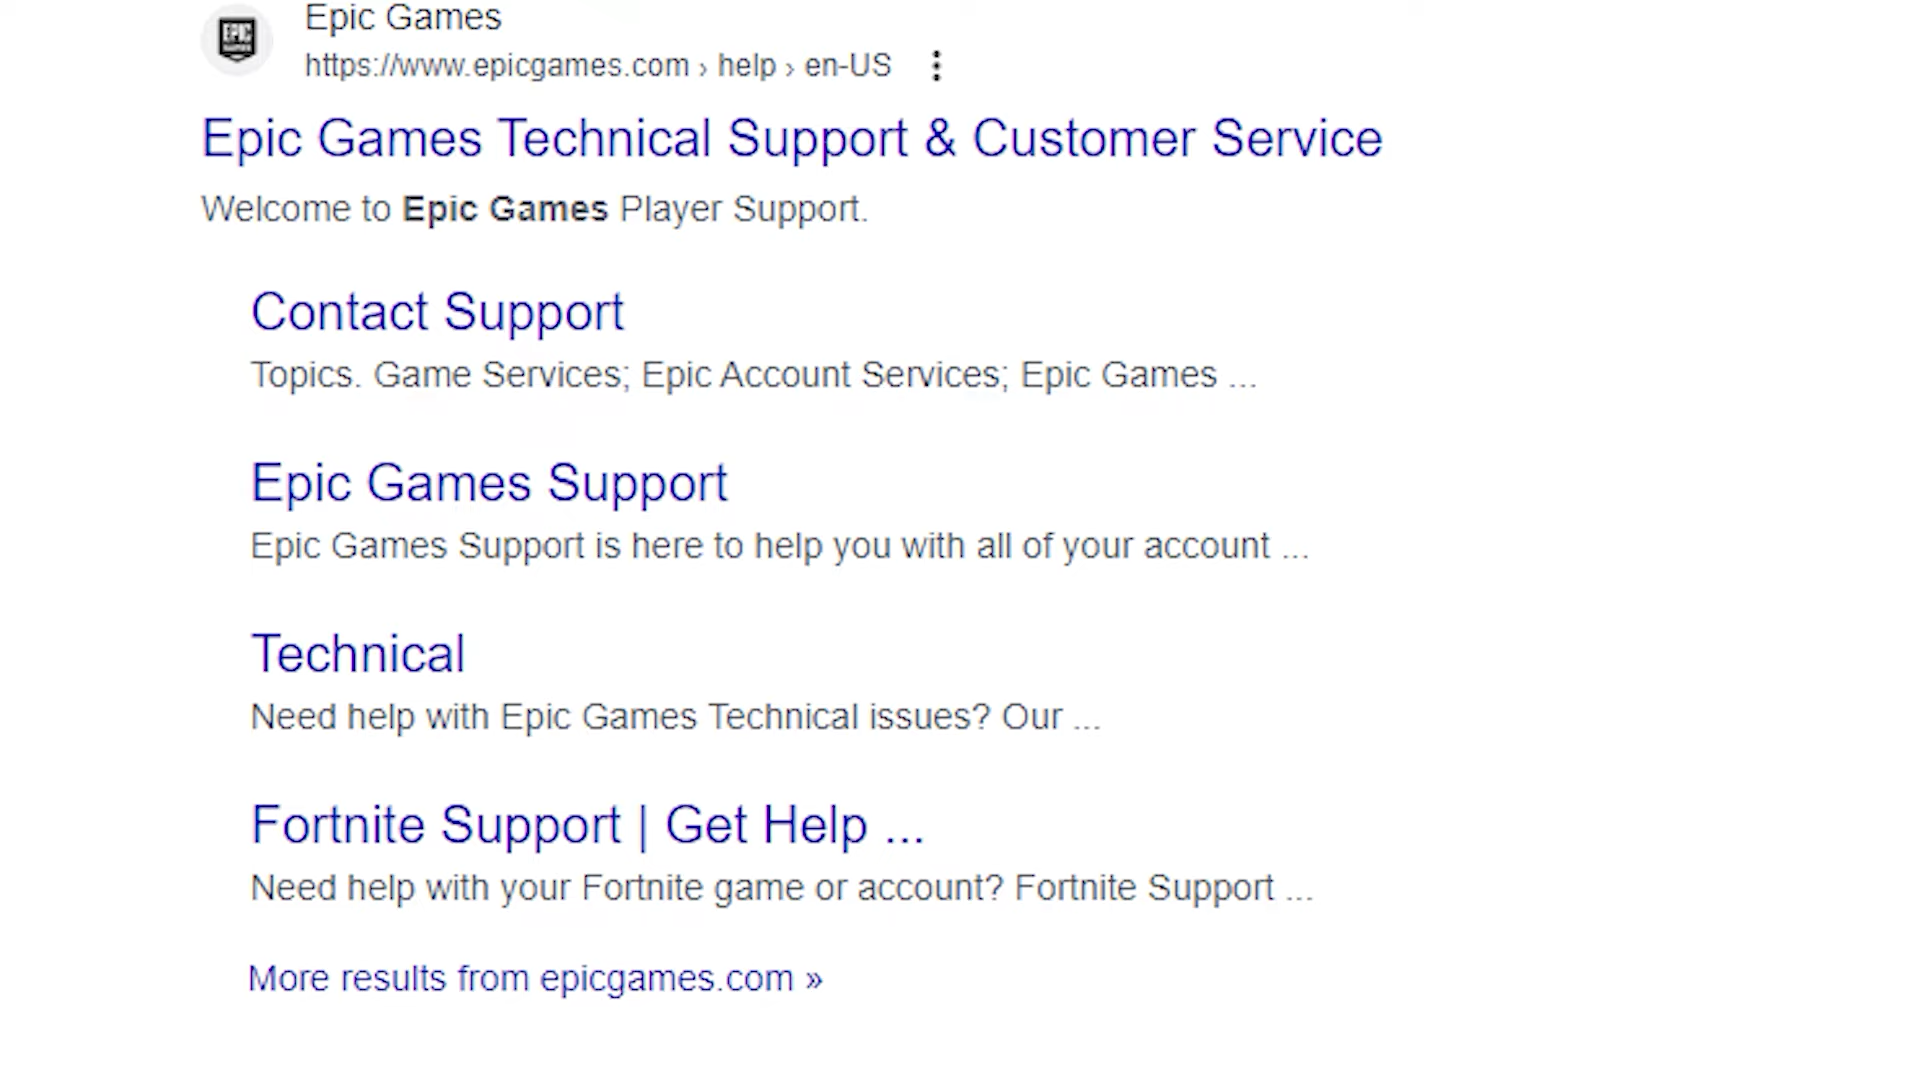 EPIC
GAMES
Epic Games
https://www.epicgames.com › help › en-US
Epic Games Technical Support & Customer Service
Welcome to Epic Games Player Support.
Contact Support
Topics. Game Services; Epic Account Services; Epic Games ...
Epic Games Support
Epic Games Support is here to help you with all of your account ...
Technical
Need help with Epic Games Technical issues? Our ...
Fortnite Support | Get Help ...
Need help with your Fortnite game or account? Fortnite Support ...
More results from epicgames.com »